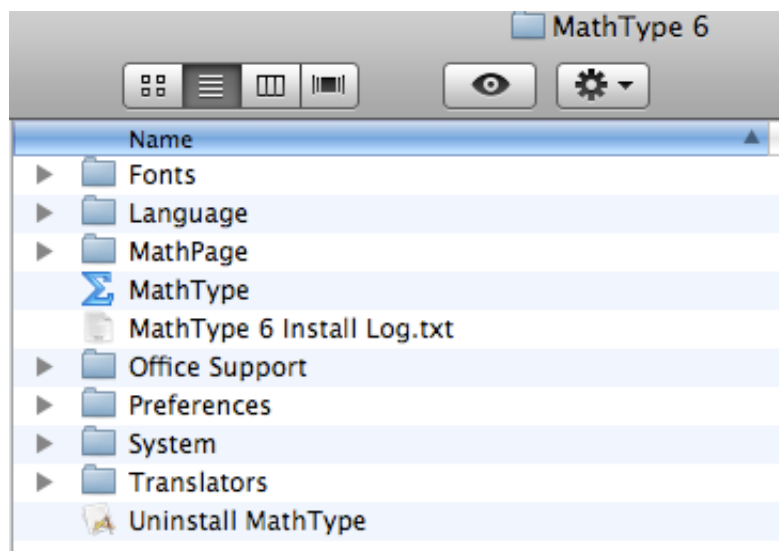 MathType 6
Name
Fonts
Language
MathPage
MathType
MathType 6 Install Log.txt
Office Support
Preferences
System
Translators
Uninstall MathType